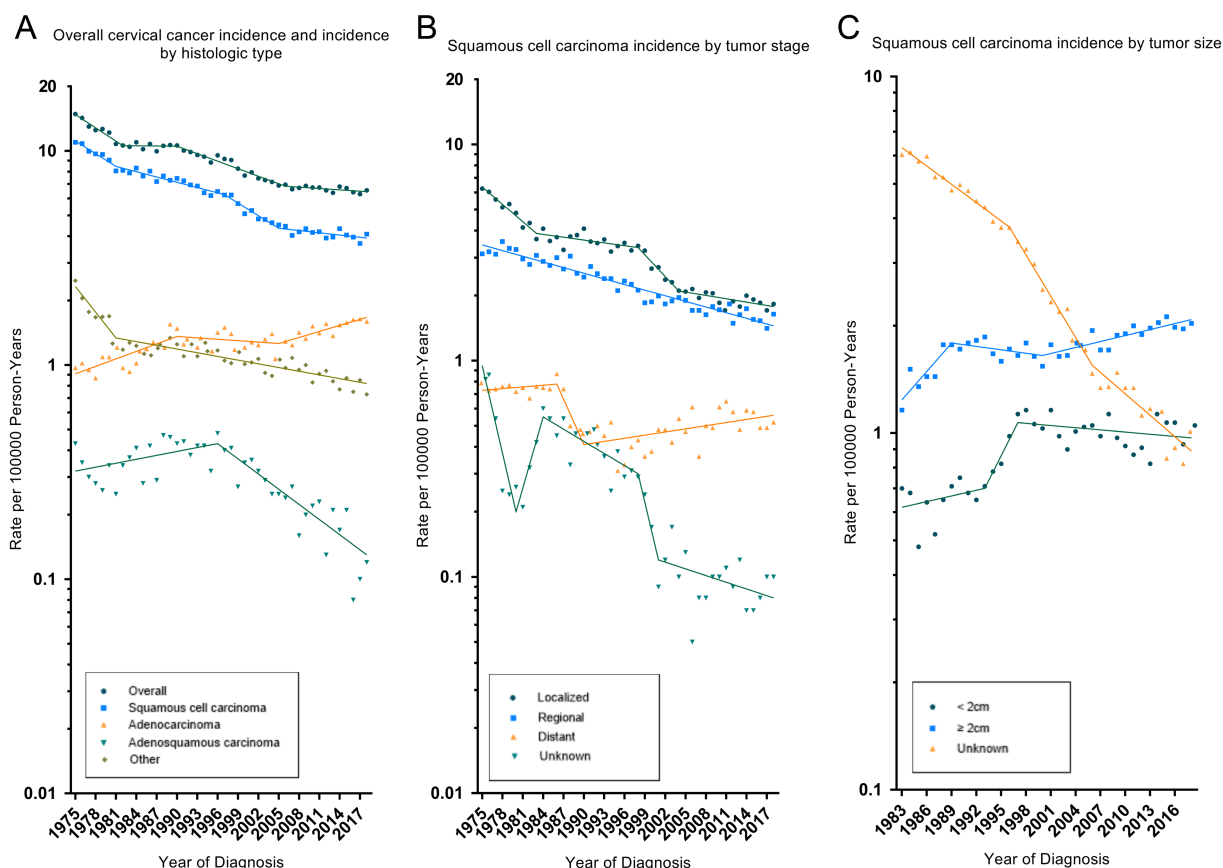 A
Overall cervical cancer incidence and incidence
by histologic type
20
10
1
0.1
0.01
Rate per 100000 Person-Years
1975
1978
1981
1984
1987
1990
1993
1996
1999
2002
2005
2008
2011
2014
2017
Year of Diagnosis
Overall
Squamous cell carcinoma
Adenocarcinoma
Adenosquamous carcinoma
Other
B
Squamous cell carcinoma incidence by tumor stage
20
10
1
0.1
0.01
Rate per 100000 Person-Years
1975
1978
1981
1984
1987
1990
1993
1996
1999
2002
2005
2008
2011
2014
2017
Year of Diagnosis
Localized
Regional
Distant
Unknown
C
Squamous cell carcinoma incidence by tumor size
10
1
0.1
Rate per 100000 Person-Years
1983
1986
1989
1992
1995
1998
2001
2004
2007
2010
2013
2016
Year of Diagnosis
< 2cm
≥ 2cm
Unknown